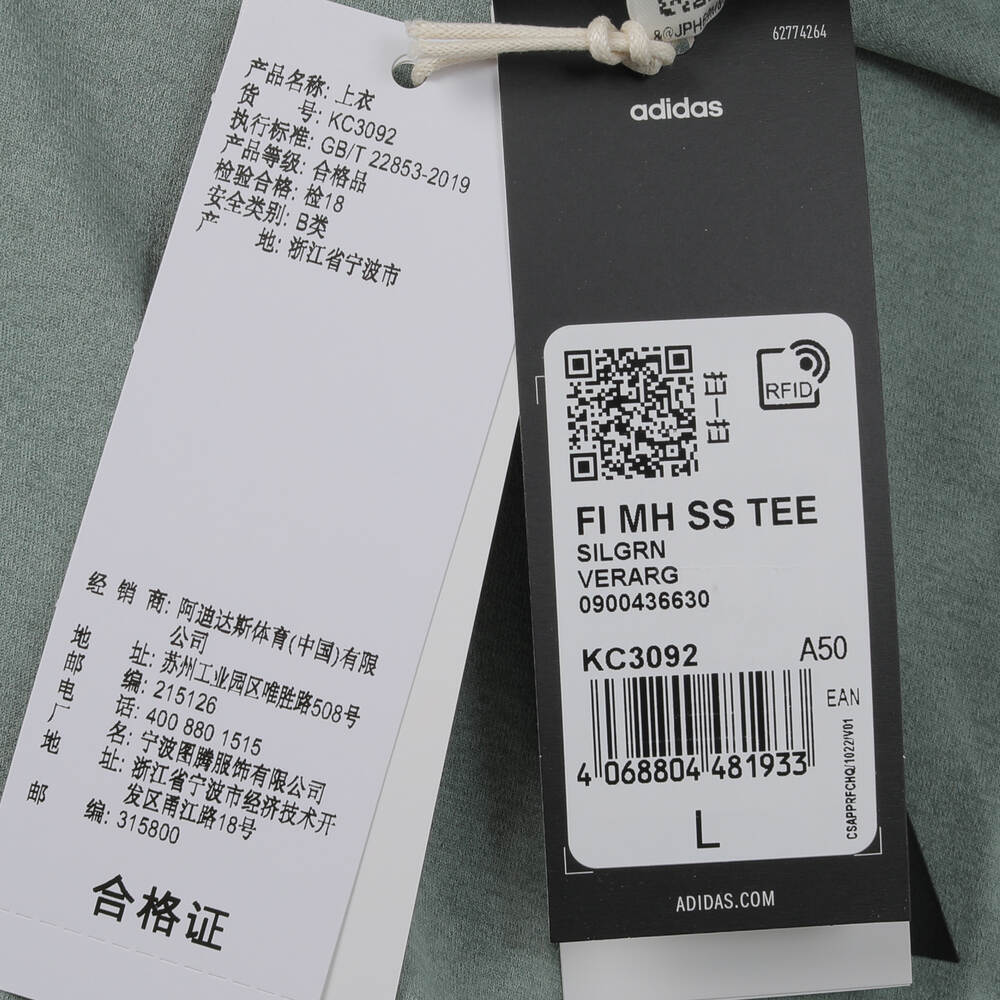 产品名称: 上衣
货 号: KC3092
执行标准: GB/T 22853-2019
产品等级: 合格品
检验合格: 检18
安全类别: B类
产 地: 浙江省宁波市
经 销 商: 阿迪达斯体育(中国)有限
公司
地 址: 苏州工业园区唯胜路508号
邮 编: 215126
电 话: 400 880 1515
厂 名: 宁波图腾服饰有限公司
地 址: 浙江省宁波市经济技术开
发区甬江路18号
邮 编: 315800
合格证
62774264
adidas
扫一扫
RFID
FI MH SS TEE
SILGRN
VERARG
0900436630
KC3092 A50
EAN
4 068804 481933
CSAPPRFCHQ/1022/V01
L
ADIDAS.COM